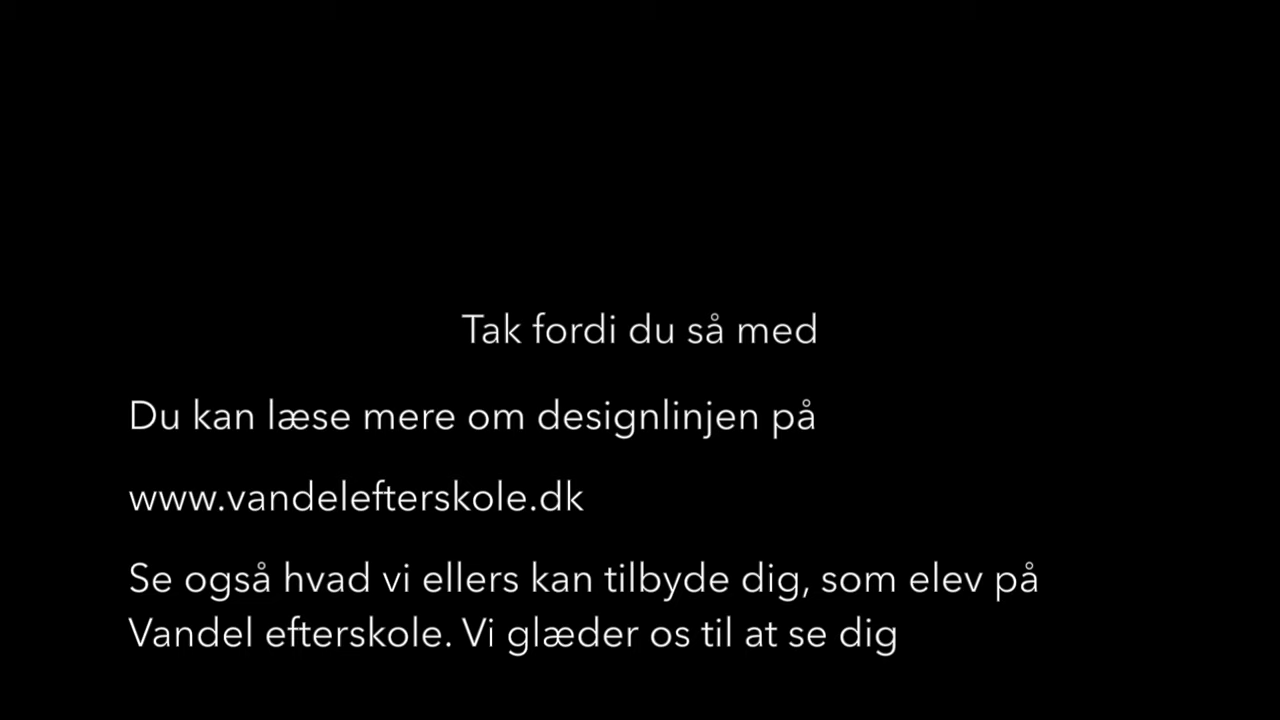 Tak fordi du så med
Du kan læse mere om designlinjen på
www.vandelefterskole.dk
Se også hvad vi ellers kan tilbyde dig, som elev på
Vandel efterskole. Vi glæder os til at se dig